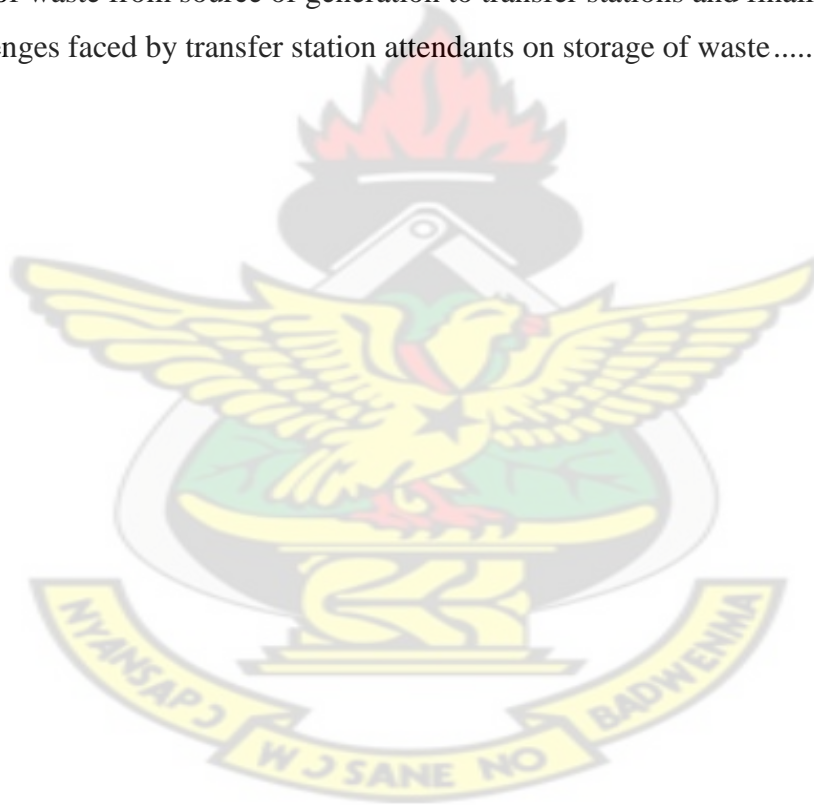 of waste from source of generation to transfer stations and final
enges faced by transfer station attendants on storage of waste.....
NYANSAPƆ
WƆSANE NO
BADWENMA